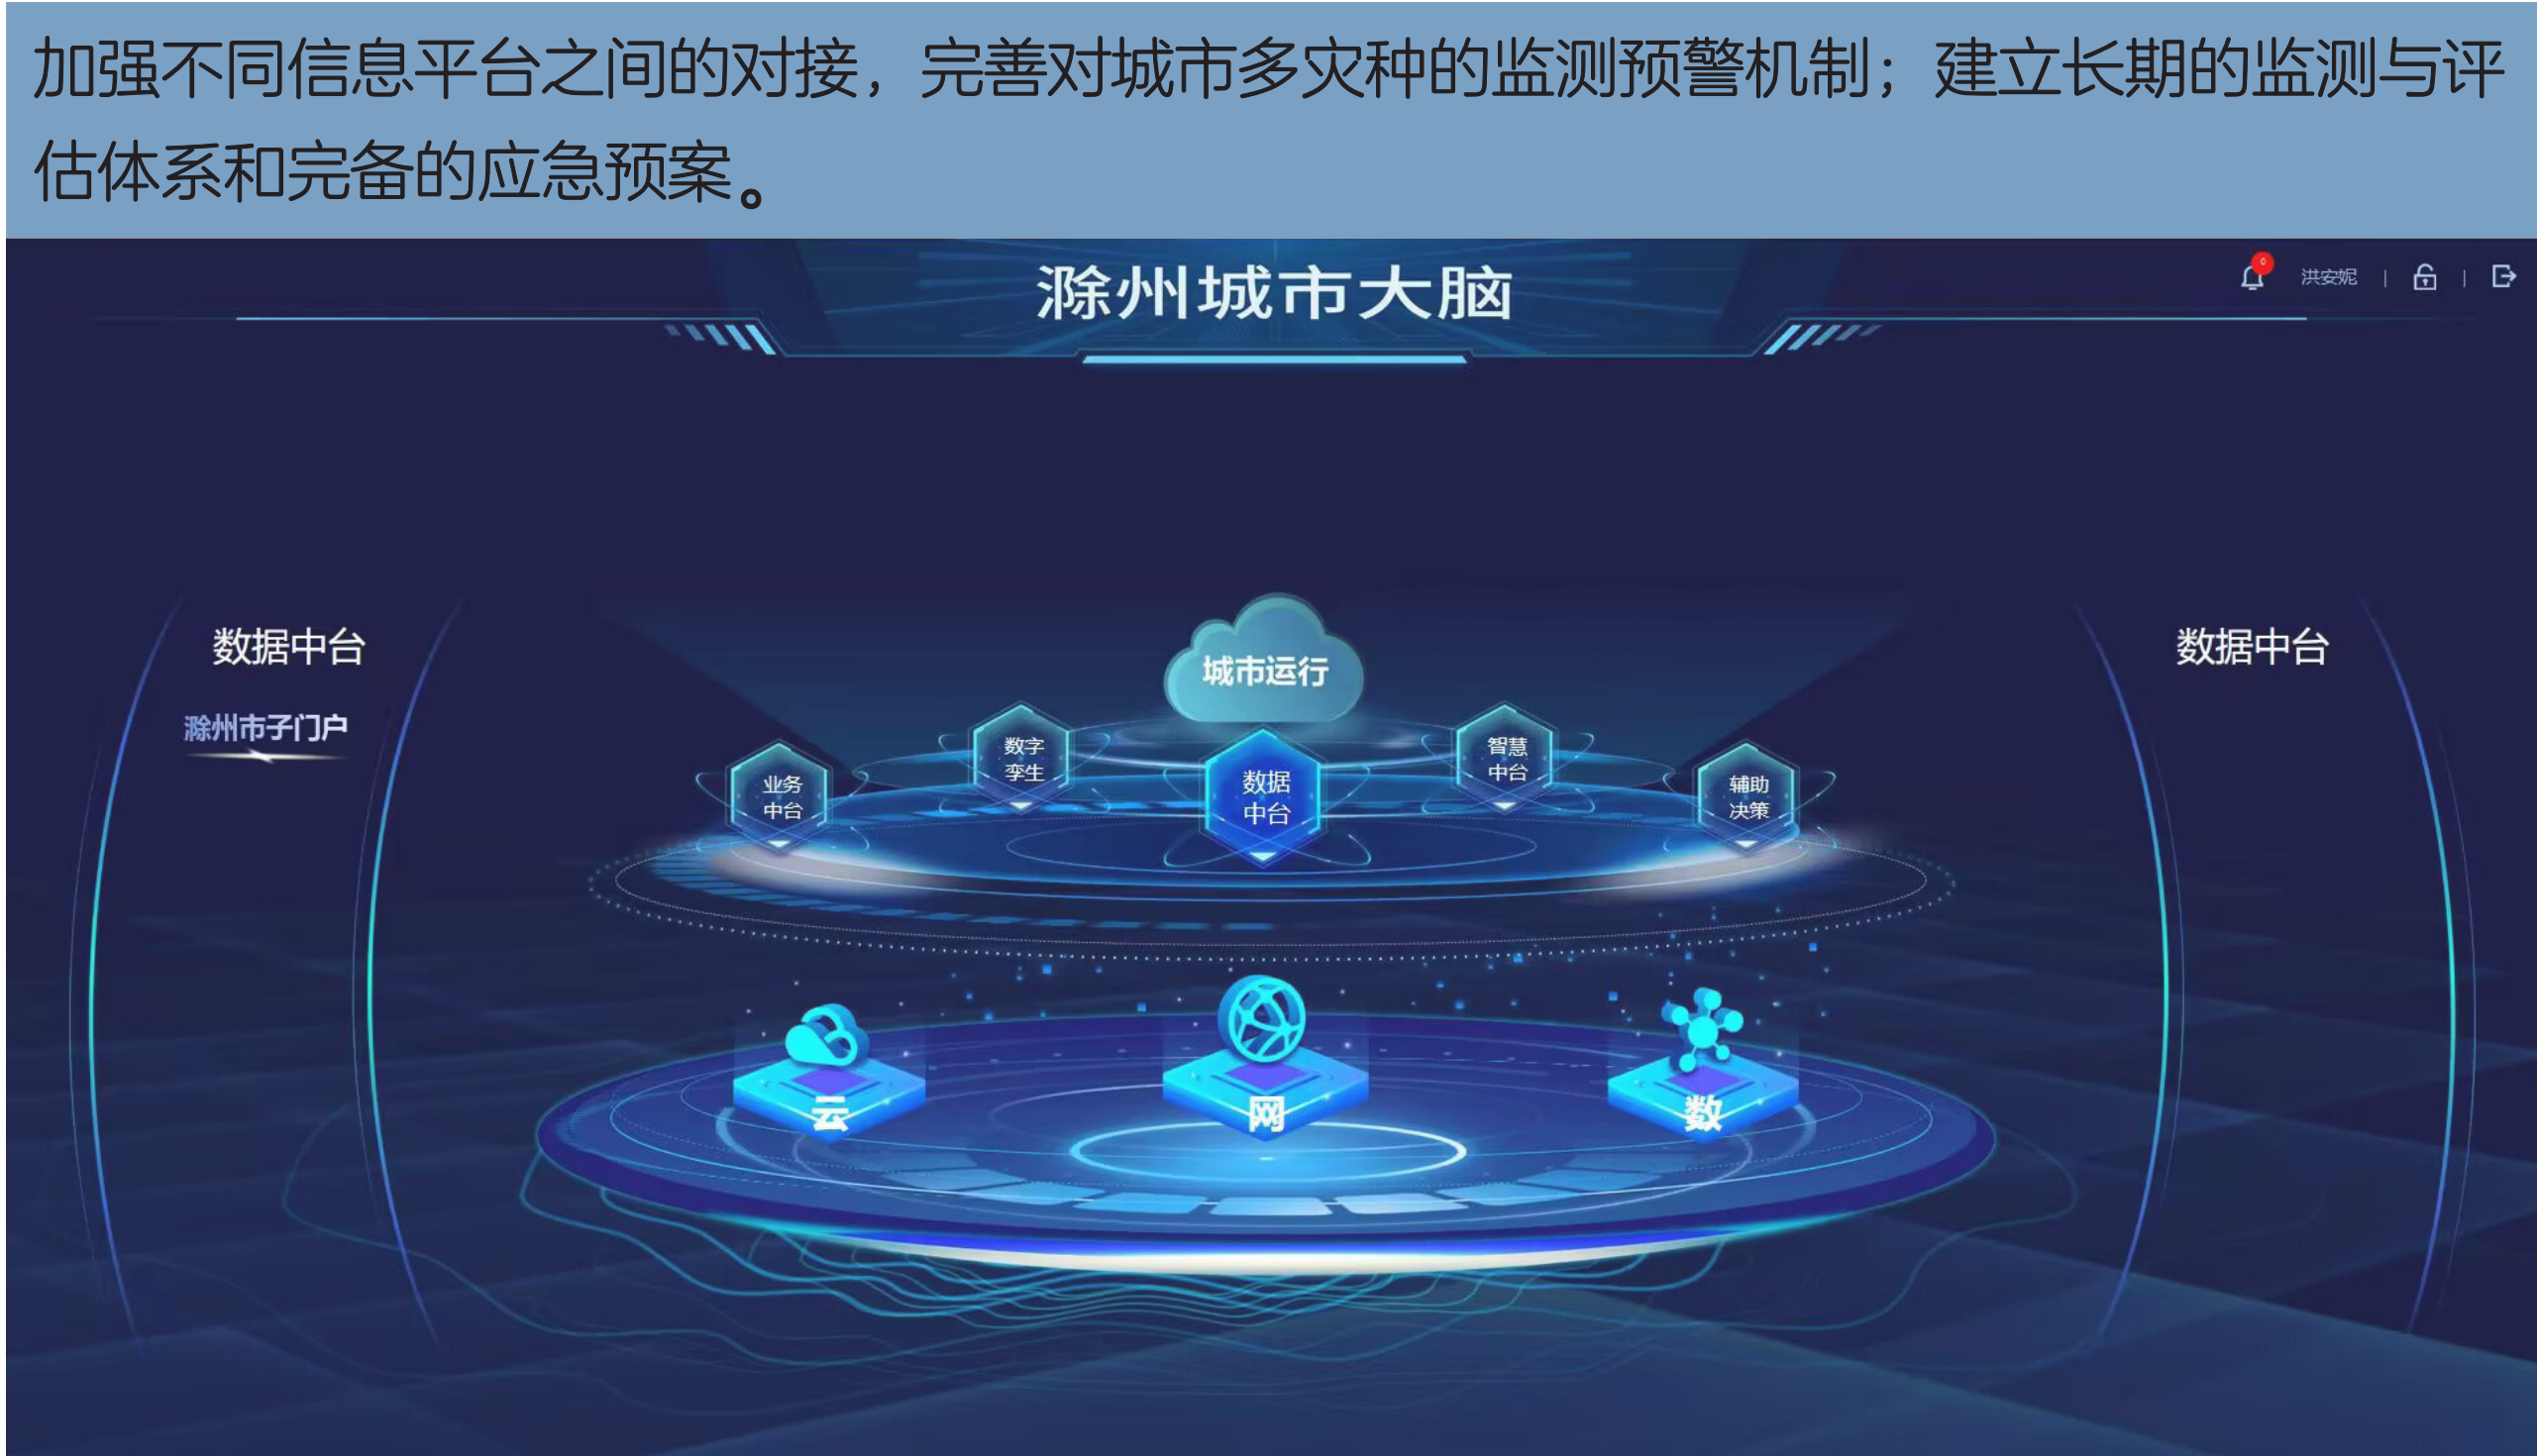 加强不同信息平台之间的对接，完善对城市多灾种的监测预警机制；建立长期的监测与评
估体系和完备的应急预案。
滁州城市大脑
0
洪安妮
数据中台
滁州市子门户
城市运行
数字
孪生
智慧
中台
业务
中台
数据
中台
辅助
决策
数据中台
云
网
数